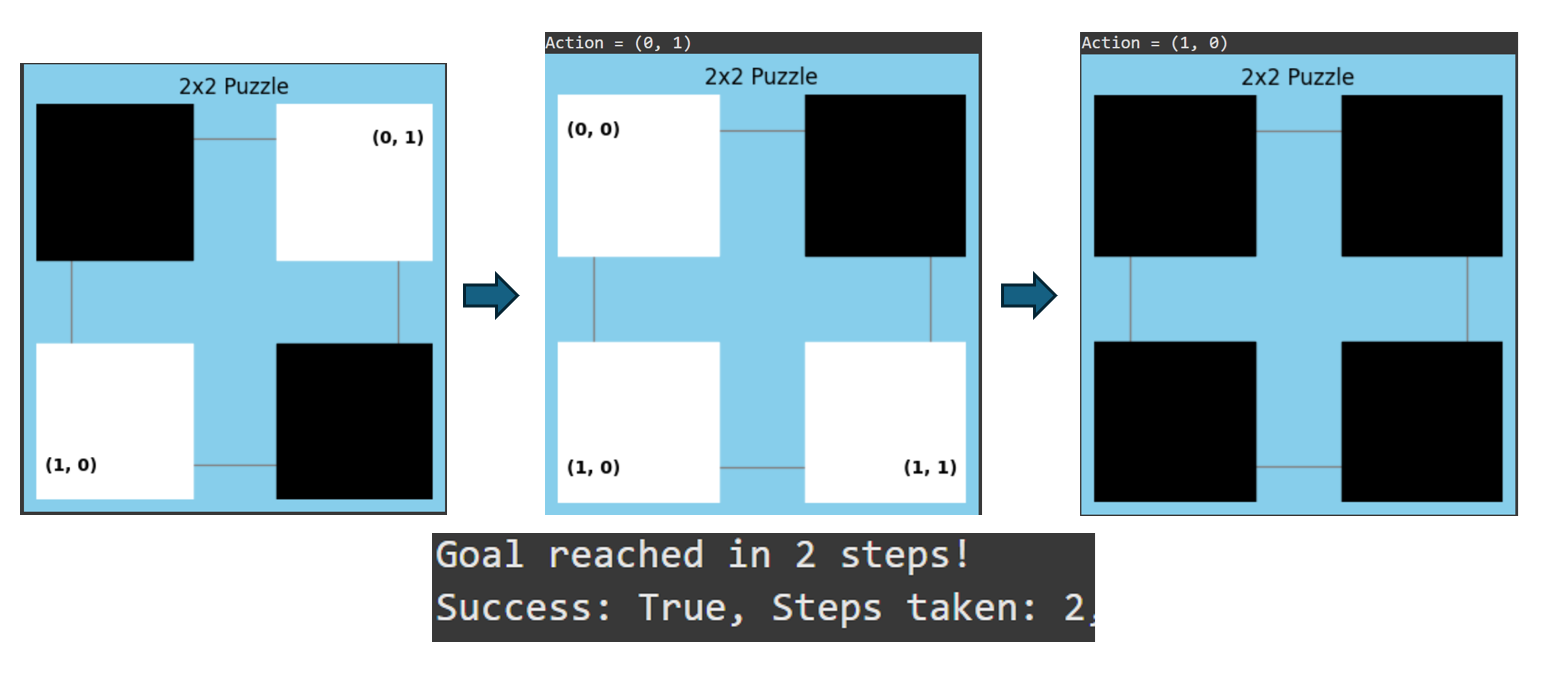 2x2 Puzzle
(0, 1)
(1, 0)
Action = (0, 1)
2x2 Puzzle
(0, 0)
(1, 0)
(1, 1)
Action = (1, 0)
2x2 Puzzle
Goal reached in 2 steps!
Success: True, Steps taken: 2,